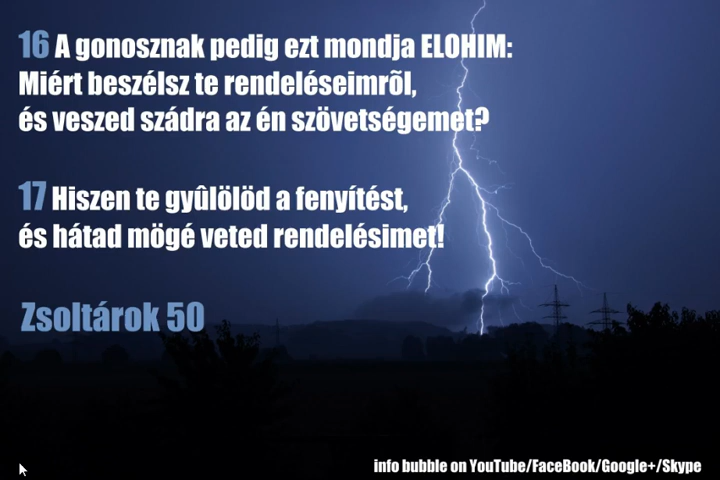 16 A gonosznak pedig ezt mondja ELOHIM:
Miért beszélsz te rendeléseimrõl,
és veszed szádra az én szövetségemet?
17 Hiszen te gyûlölöd a fenyítést,
és hátad mögé veted rendelésimet!
Zsoltárok 50
info bubble on YouTube/FaceBook/Google+/Skype